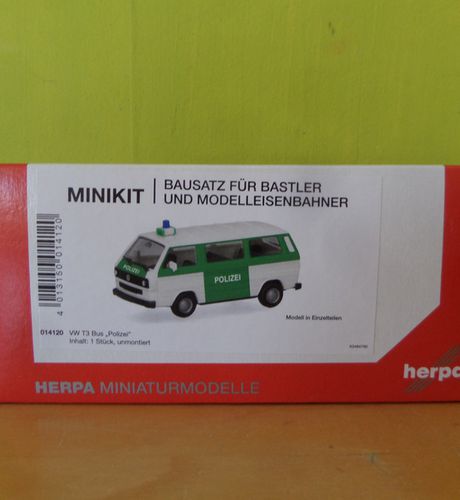 MINIKIT
BAUSATZ FÜR BASTLER
UND MODELLEISENBAHNER
4 013150 014120
POLIZEI
POLIZEI
Modell in Einzelteilen
014120 VW T3 Bus „Polizei“
Inhalt: 1 Stück, unmontiert
HERPA MINIATURMODELLE
herpa